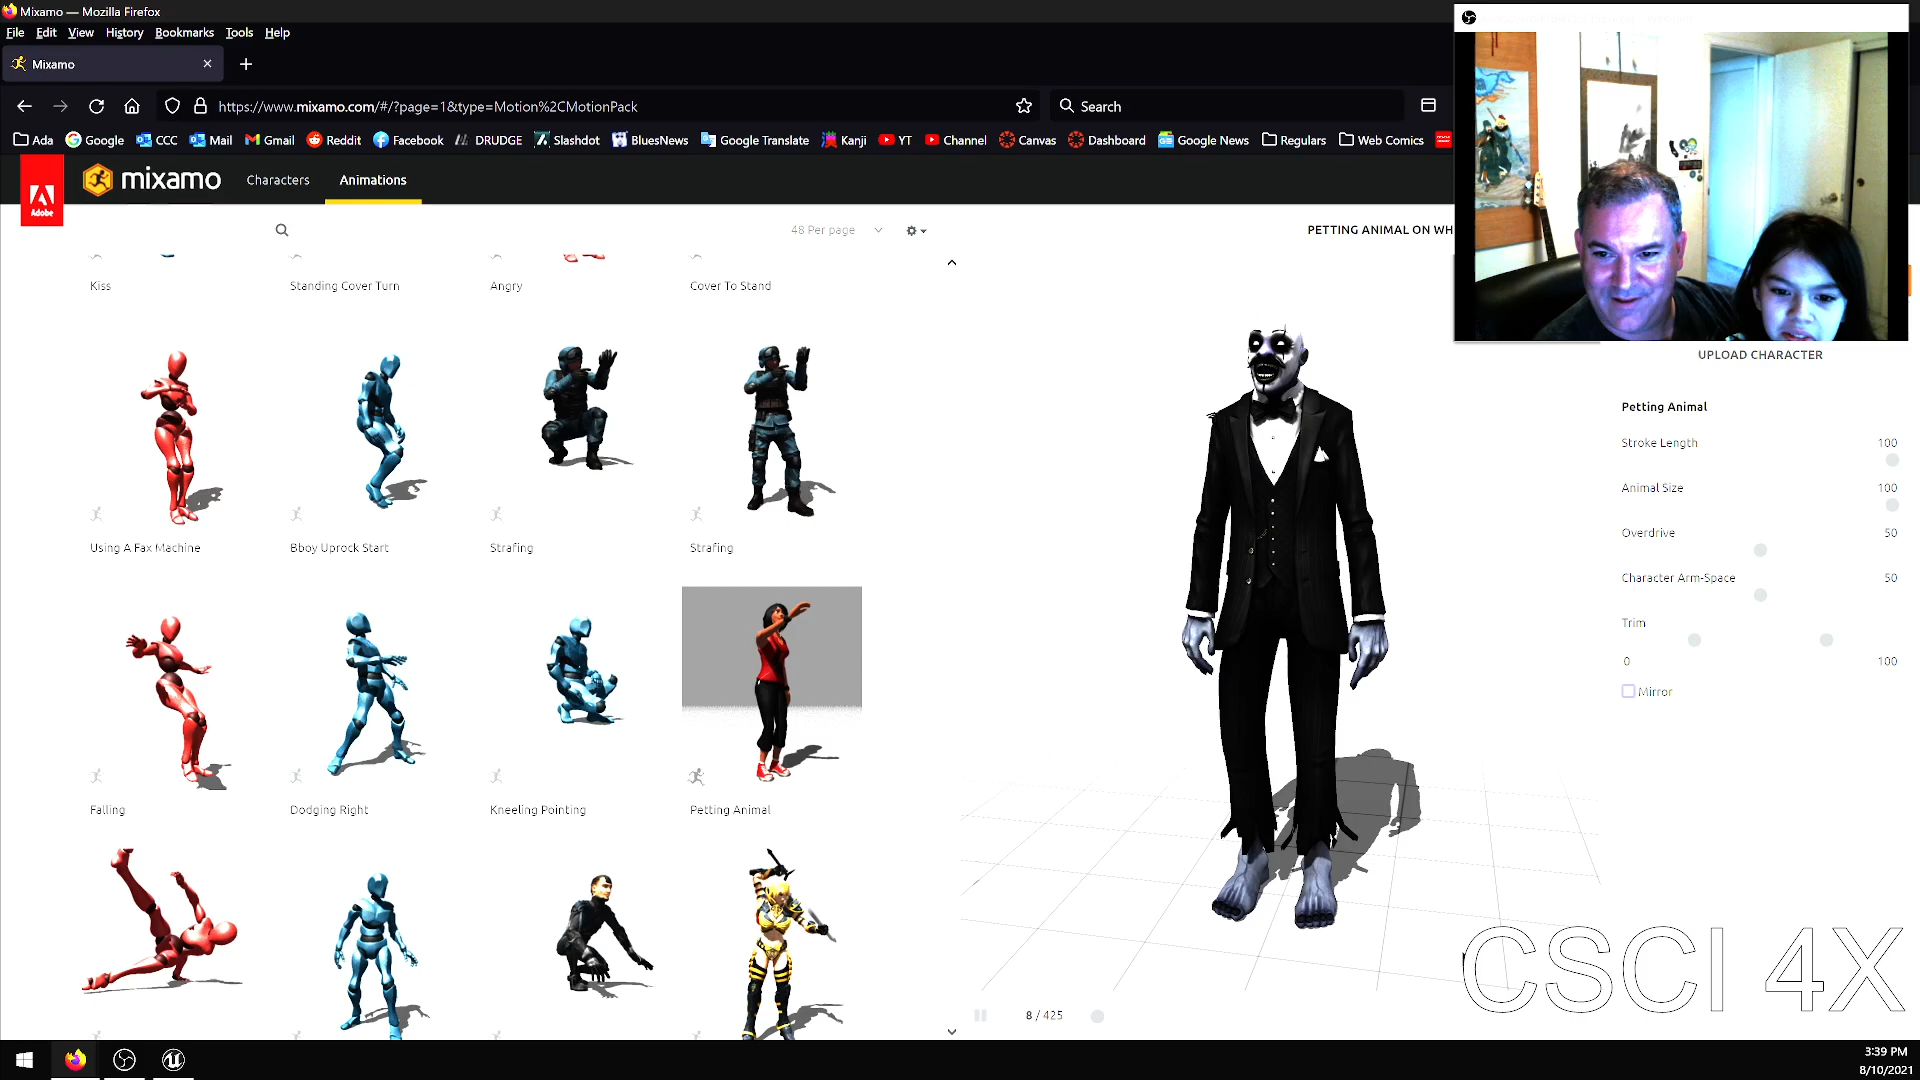 Mixamo — Mozilla Firefox
File Edit View History Bookmarks Tools Help
Mixamo
https://www.mixamo.com/#/?page=1&type=Motion%2CMotionPack
Search
Ada Google CCC Mail Gmail Reddit Facebook DRUDGE Slashdot BluesNews Google Translate Kanji YT Channel Canvas Dashboard Google News Regulars Web Comics
Adobe
mixamo
Characters
Animations
48 Per page
PETTING ANIMAL ON WH
Kiss
Standing Cover Turn
Angry
Cover To Stand
UPLOAD CHARACTER
Petting Animal
Stroke Length 100
Animal Size 100
Overdrive 50
Character Arm-Space 50
Trim
0 100
Mirror
Using A Fax Machine
Bboy Uprock Start
Strafing
Strafing
Falling
Dodging Right
Kneeling Pointing
Petting Animal
8 / 425
CSCI 4X
3:39 PM
8/10/2021